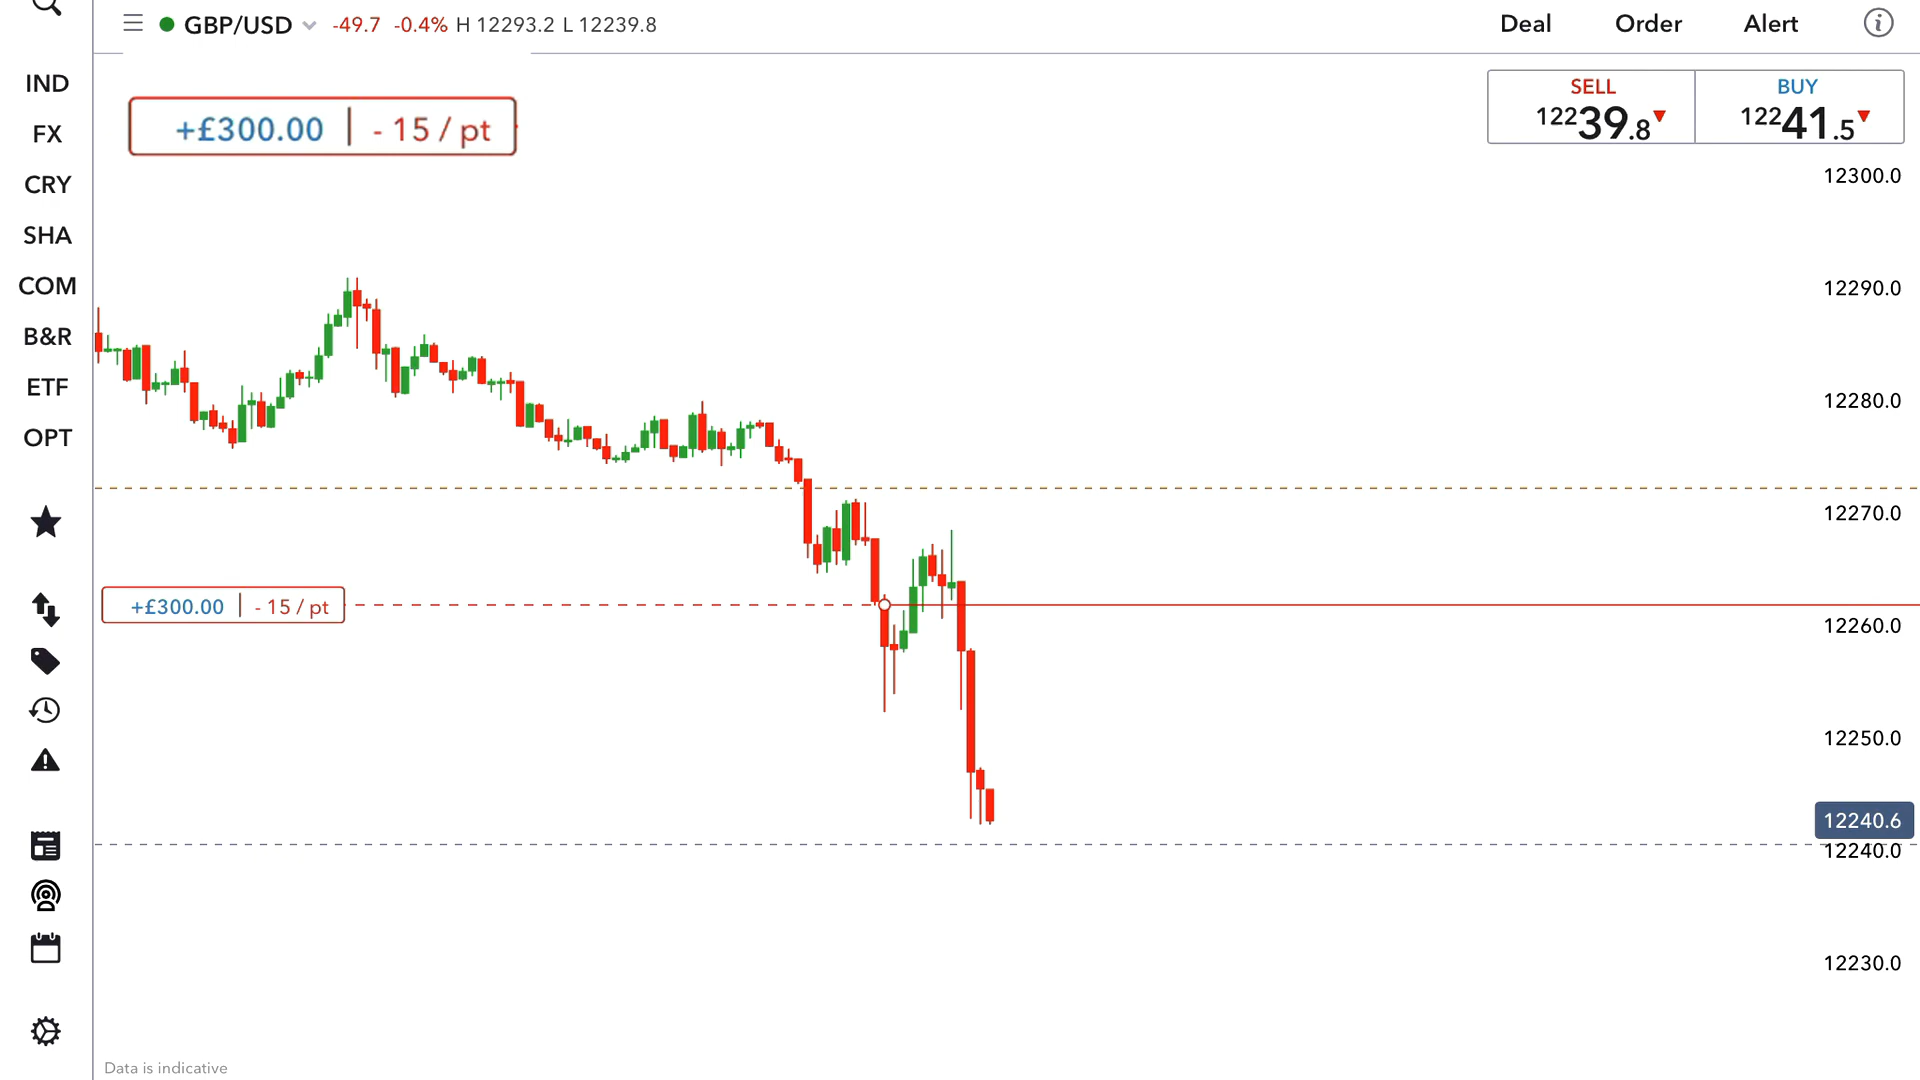 GBP/USD -49.7 -0.4% H 12293.2 L 12239.8 Deal Order Alert i
IND
FX
CRY
SHA
COM
B&R
ETF
OPT
+£300.00 | - 15 / pt
SELL BUY
12239.8 12241.5
12300.0
12290.0
12280.0
12270.0
+£300.00 | - 15 / pt
12260.0
12250.0
12240.6
12240.0
12230.0
Data is indicative